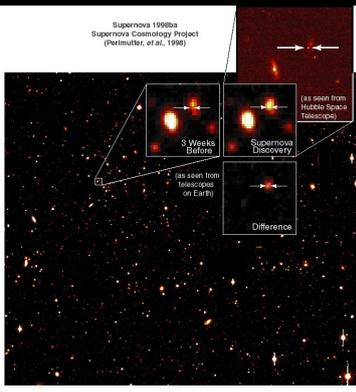 Supernova 1998ba
Supernova Cosmology Project
(Perlmutter, et al., 1998)
(as seen from
Hubble Space
Telescope)
3 Weeks
Before
Supernova
Discovery
(as seen from
telescopes
on Earth)
Difference